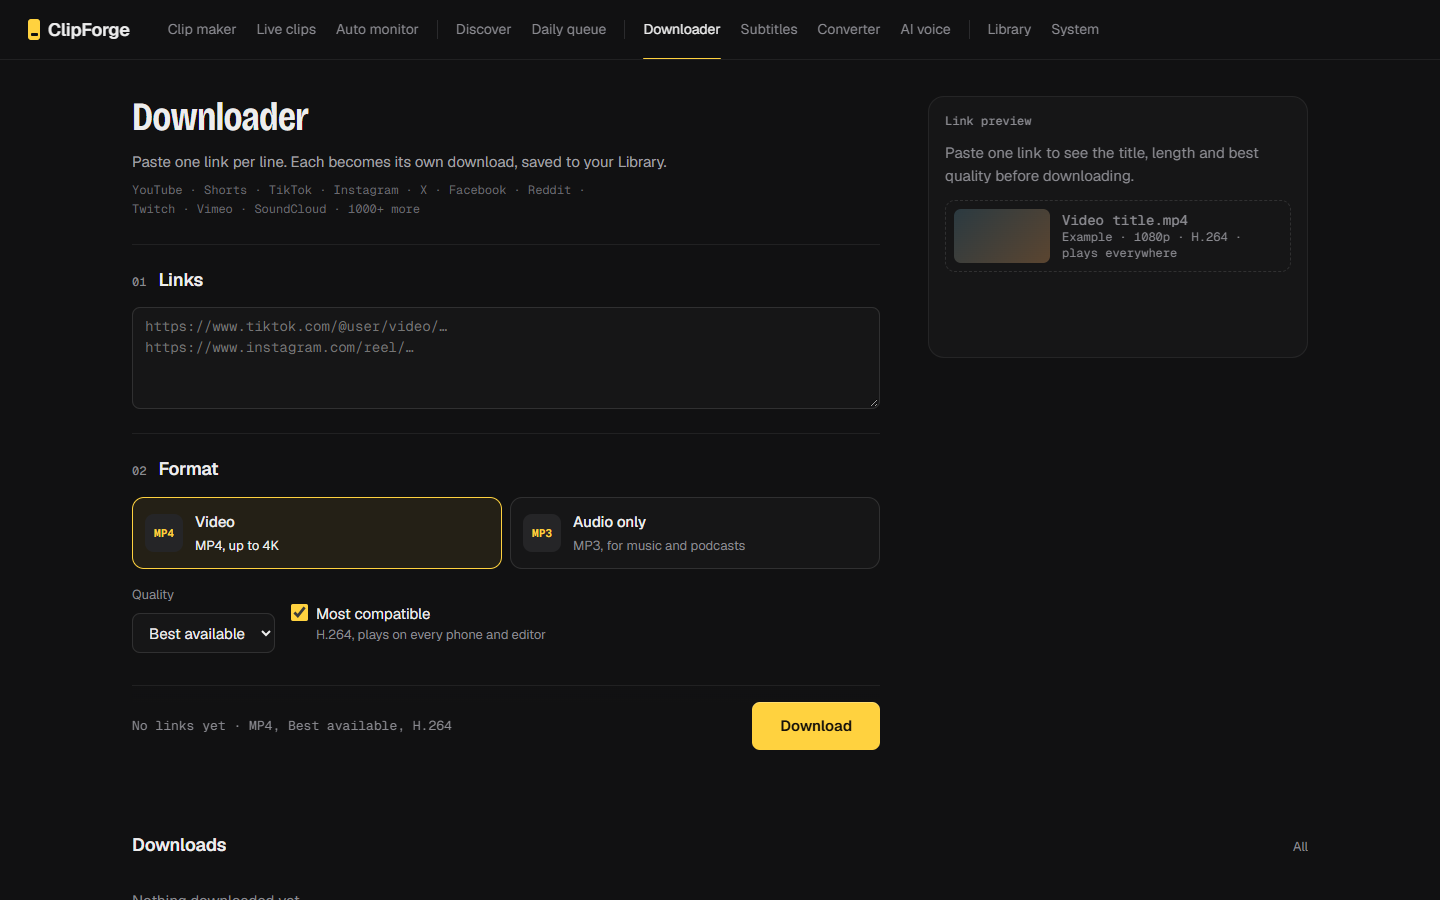 ClipForge
Clip maker Live clips Auto monitor Discover Daily queue Downloader Subtitles Converter AI voice Library System
Downloader
Paste one link per line. Each becomes its own download, saved to your Library.
YouTube · Shorts · TikTok · Instagram · X · Facebook · Reddit ·
Twitch · Vimeo · SoundCloud · 1000+ more
01 Links
https://www.tiktok.com/@user/video/…
https://www.instagram.com/reel/…
02 Format
MP4
Video
MP4, up to 4K
MP3
Audio only
MP3, for music and podcasts
Quality
Best available
Most compatible
H.264, plays on every phone and editor
No links yet · MP4, Best available, H.264
Download
Link preview
Paste one link to see the title, length and best
quality before downloading.
Video title.mp4
Example · 1080p · H.264 ·
plays everywhere
Downloads
All
Nothing downloaded yet